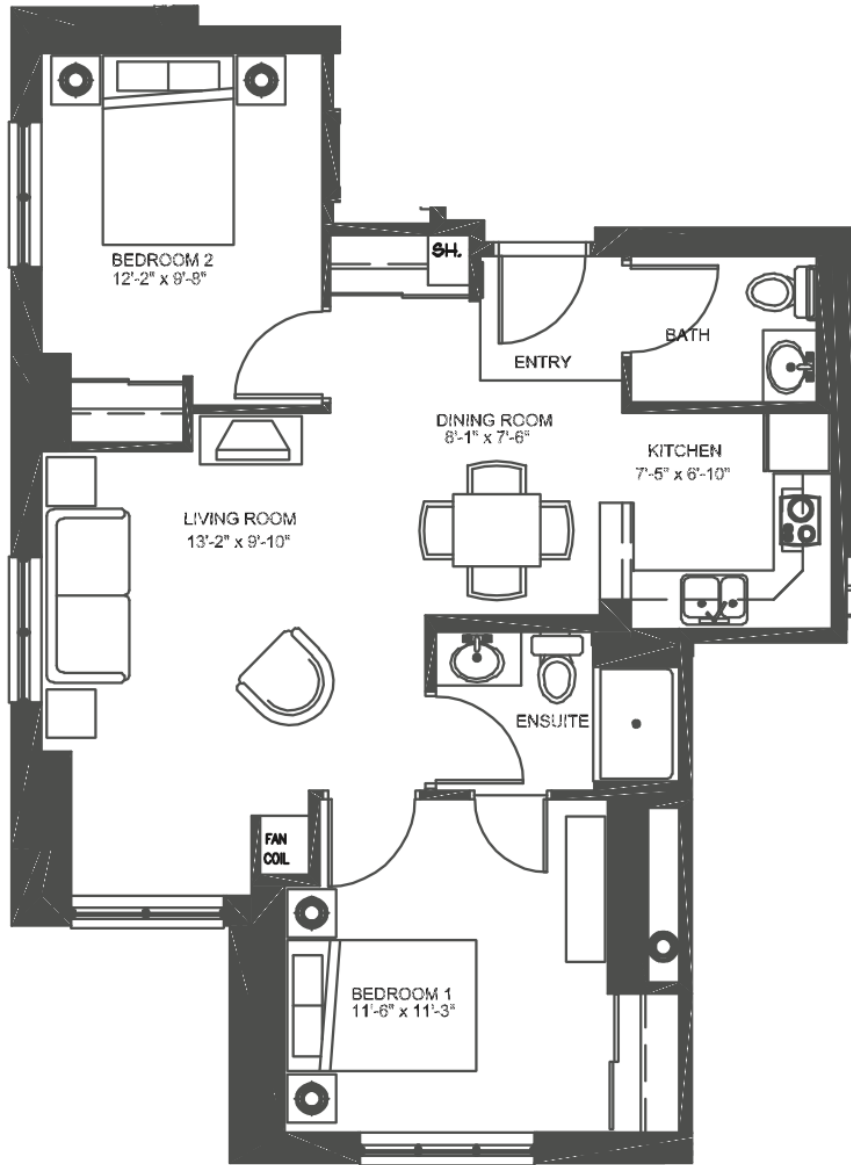 SH.
BEDROOM 2
12'-2" x 9'-8"
BATH
ENTRY
DINING ROOM
8'-1" x 7'-6"
KITCHEN
7'-5" x 6'-10"
LIVING ROOM
13'-2" x 9'-10"
ENSUITE
FAN
COIL
BEDROOM 1
11'-6" x 11'-3"